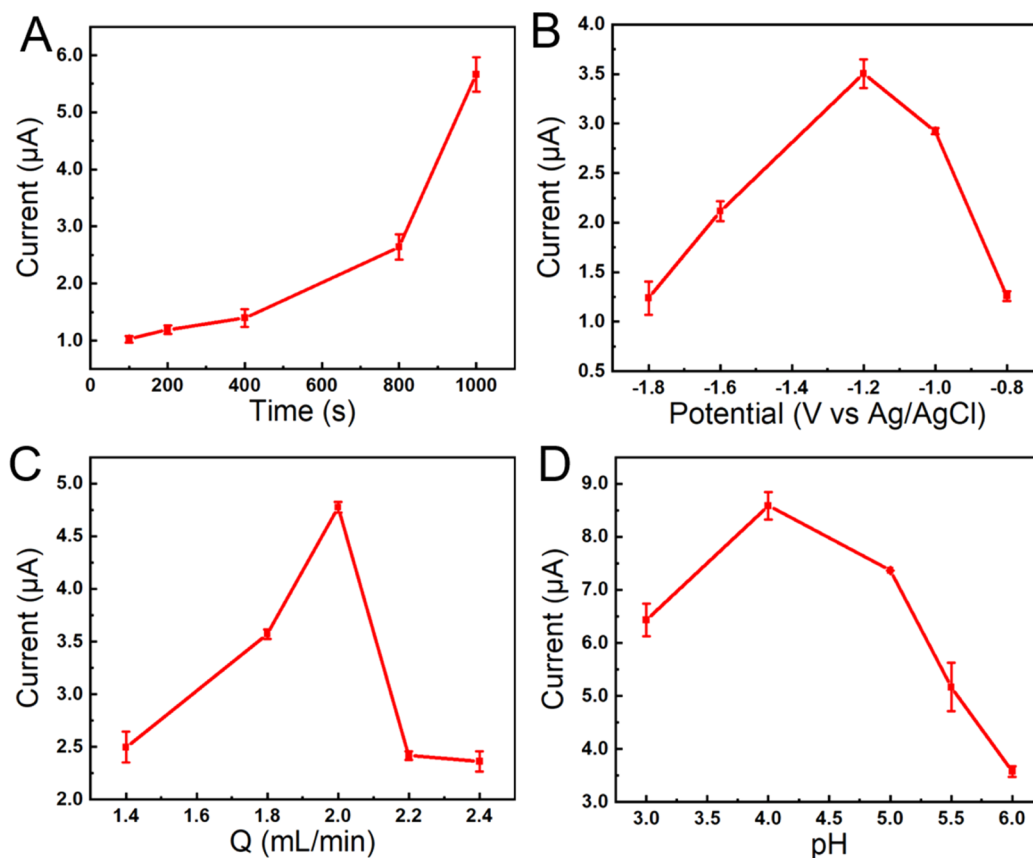 A
6.0
5.0
4.0
3.0
2.0
1.0
Current (µA)
0 200 400 600 800 1000
Time (s)
B
4.0
3.5
3.0
2.5
2.0
1.5
1.0
0.5
Current (µA)
-1.8 -1.6 -1.4 -1.2 -1.0 -0.8
Potential (V vs Ag/AgCl)
C
5.0
4.5
4.0
3.5
3.0
2.5
2.0
Current (µA)
1.4 1.6 1.8 2.0 2.2 2.4
Q (mL/min)
D
9.0
8.0
7.0
6.0
5.0
4.0
3.0
Current (µA)
3.0 3.5 4.0 4.5 5.0 5.5 6.0
pH